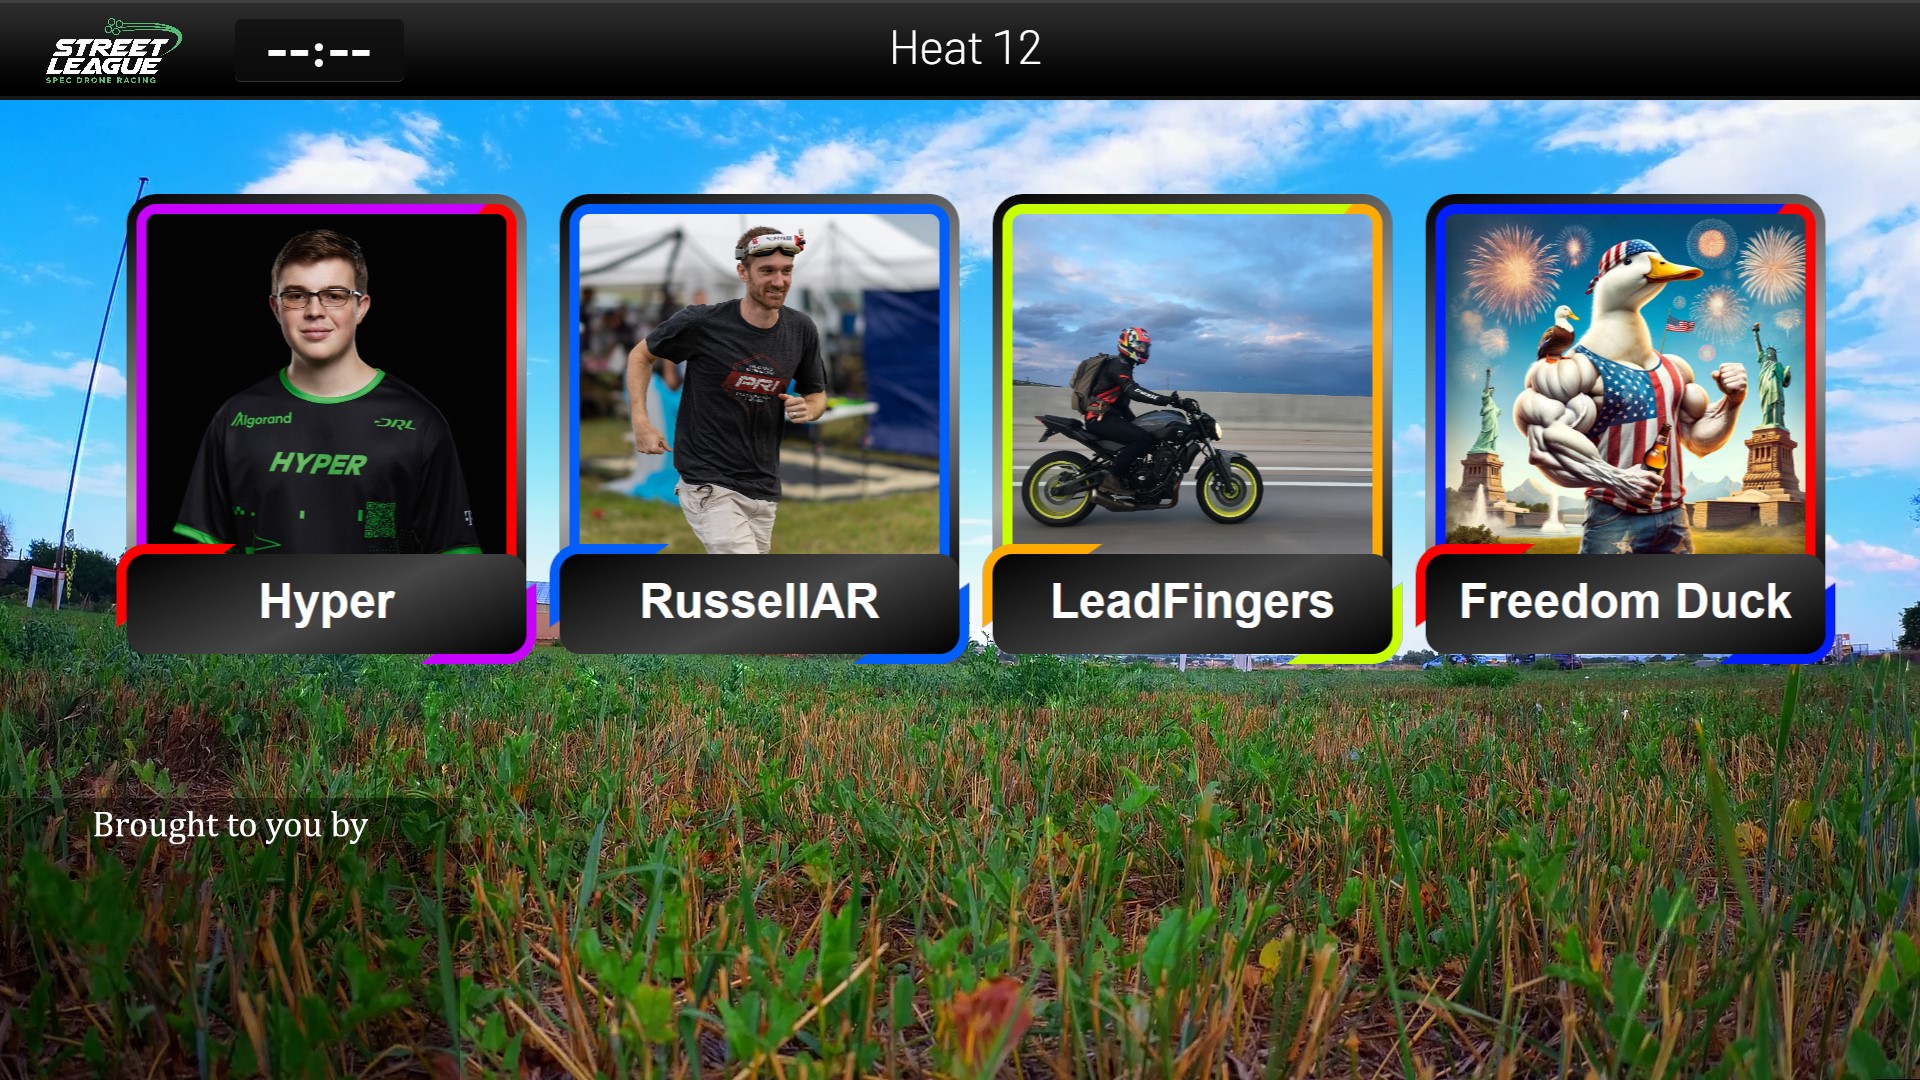 STREET
LEAGUE
SPEC DRONE RACING
--:--
Heat 12
Algorand
DRL
HYPER
PRI
Hyper
RussellAR
LeadFingers
Freedom Duck
Brought to you by